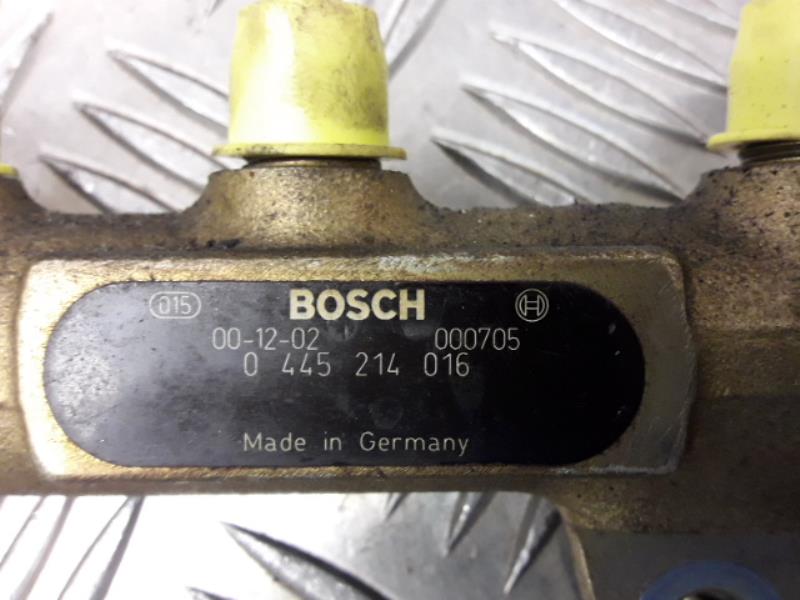 015 BOSCH
00-12-02 000705
0 445 214 016
Made in Germany